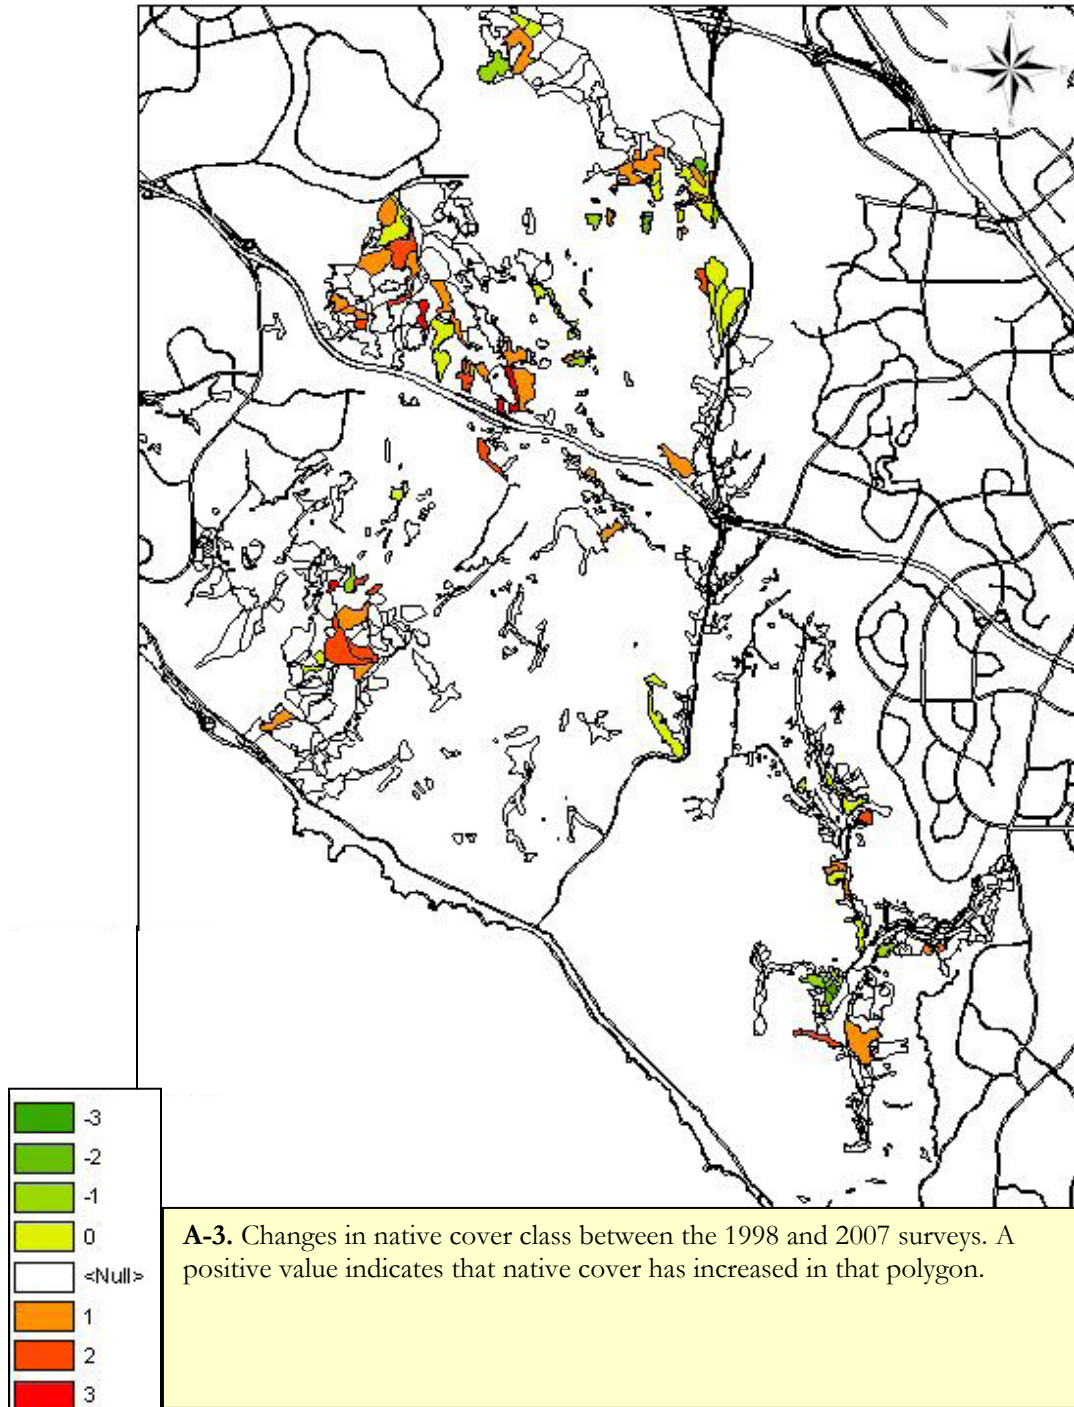 N
W
E
S
-3
-2
-1
0
<Null>
1
2
3
A-3. Changes in native cover class between the 1998 and 2007 surveys. A
positive value indicates that native cover has increased in that polygon.